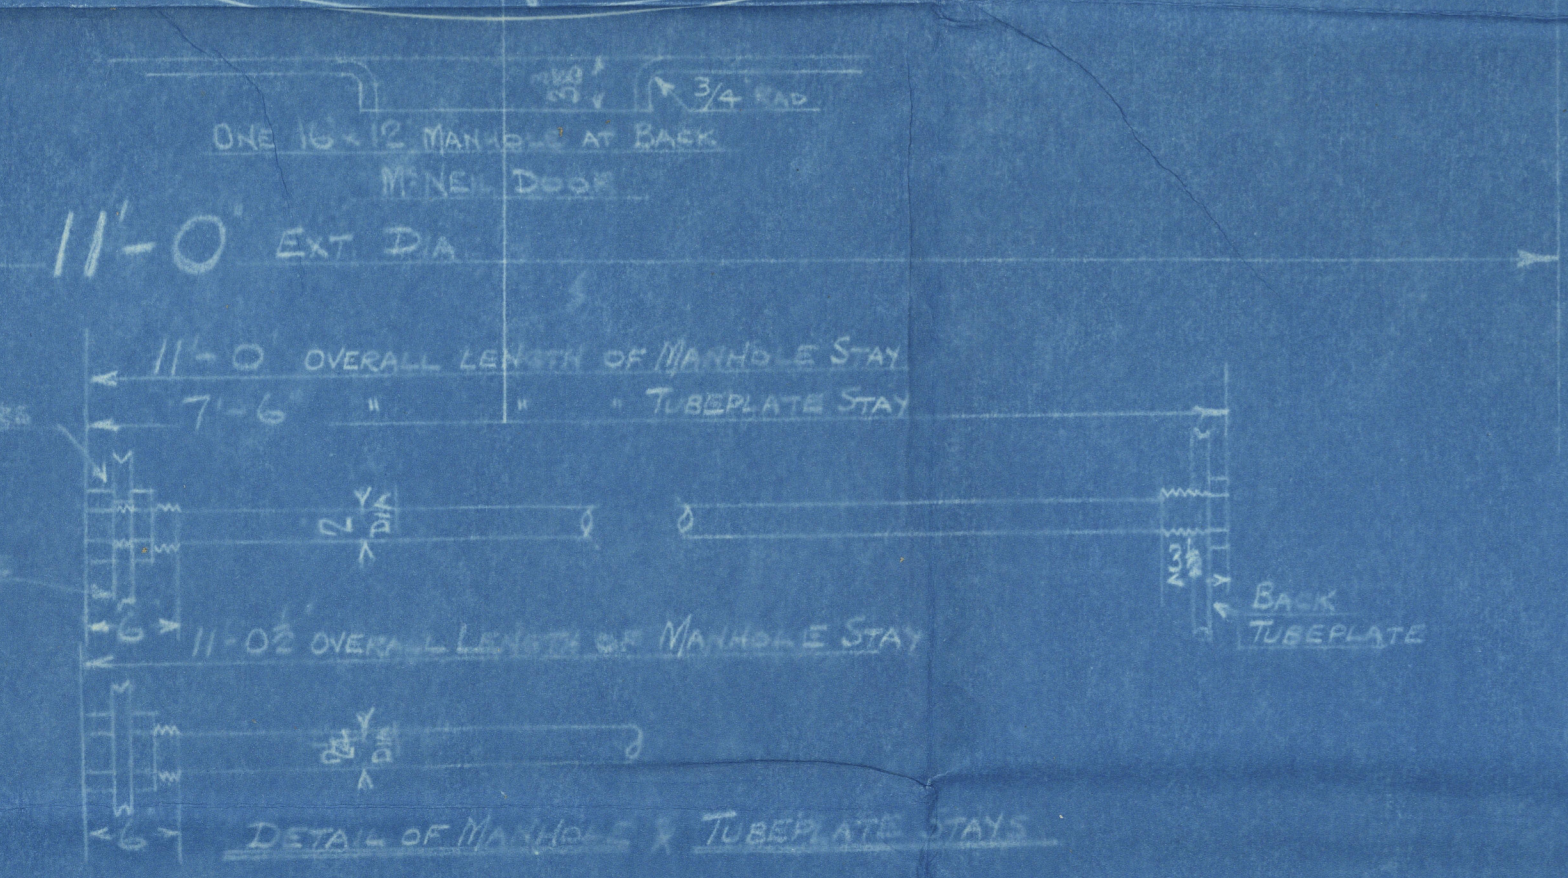 3/4 RAD
ONE 16 x 12 MANHOLE AT BACK
McNEIL DOOR
11'-0" EXT DIA
11'-0" OVERALL LENGTH OF MANHOLE STAY
7'-6" " " " TUBEPLATE STAY
2 DIA
3½
BACK
TUBEPLATE
6
11-0½" OVERALL LENGTH OF MANHOLE STAY
DIA
6
DETAIL OF MANHOLE & TUBEPLATE STAYS